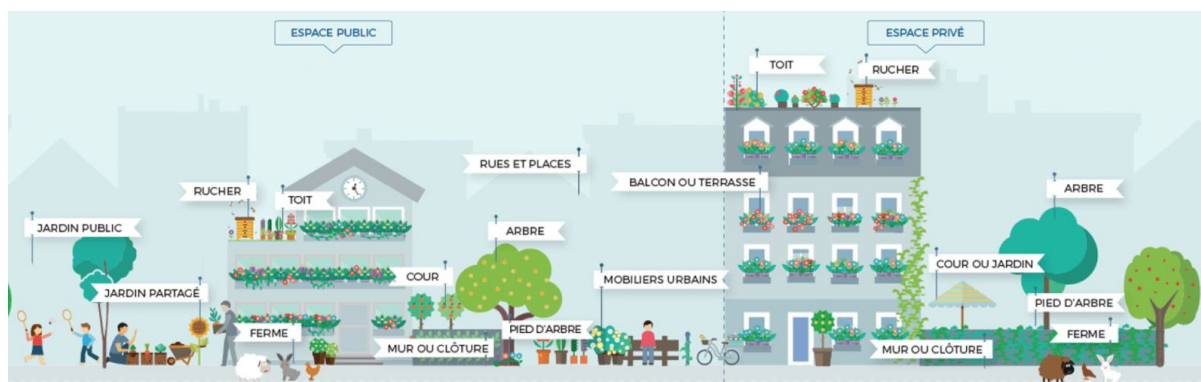 ESPACE PUBLIC
ESPACE PRIVÉ
TOIT
RUCHER
RUES ET PLACES
BALCON OU TERRASSE
RUCHER
TOIT
ARBRE
JARDIN PUBLIC
ARBRE
COUR
MOBILIERS URBAINS
COUR OU JARDIN
JARDIN PARTAGÉ
PIED D'ARBRE
FERME
PIED D'ARBRE
FERME
MUR OU CLÔTURE
MUR OU CLÔTURE